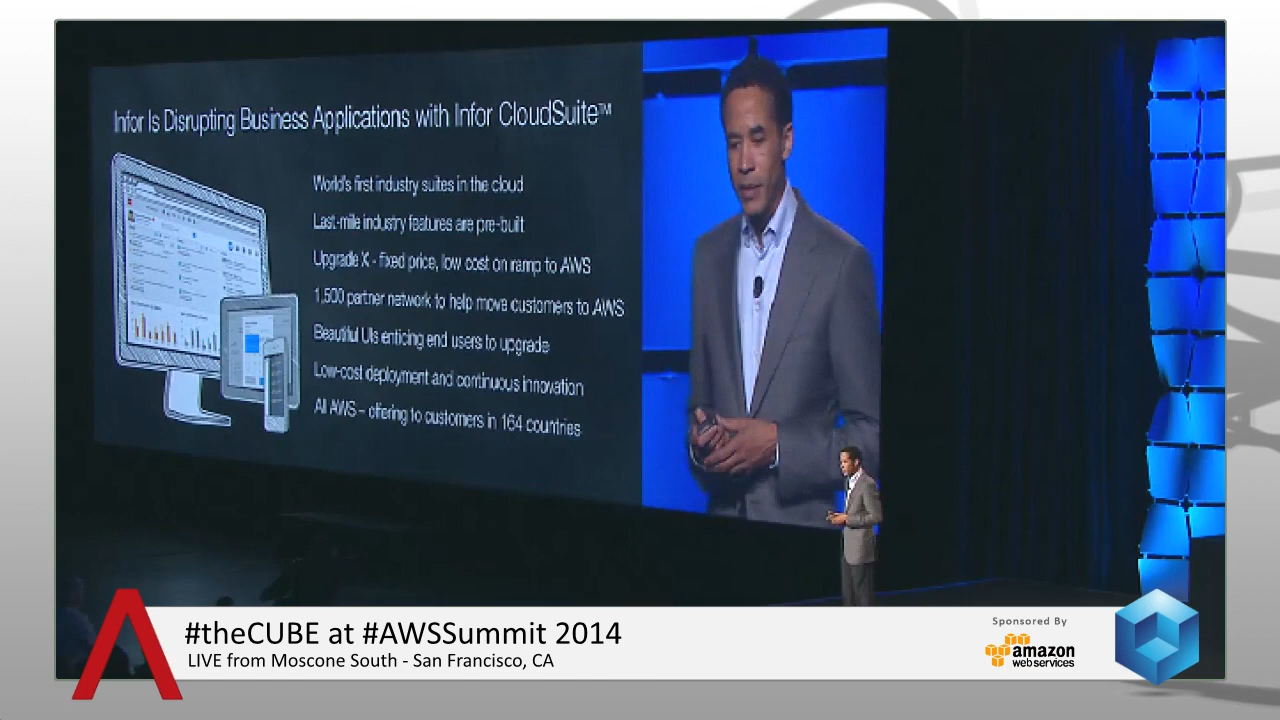 Infor Is Disrupting Business Applications with Infor CloudSuite™
World's first industry suites in the cloud
Last-mile industry features are pre-built
Upgrade X - fixed price, low cost on ramp to AWS
1,500 partner network to help move customers to AWS
Beautiful UIs enticing end users to upgrade
Low-cost deployment and continuous innovation
All AWS – offering to customers in 164 countries
#theCUBE at #AWSSummit 2014
LIVE from Moscone South - San Francisco, CA
Sponsored By
amazon
webservices